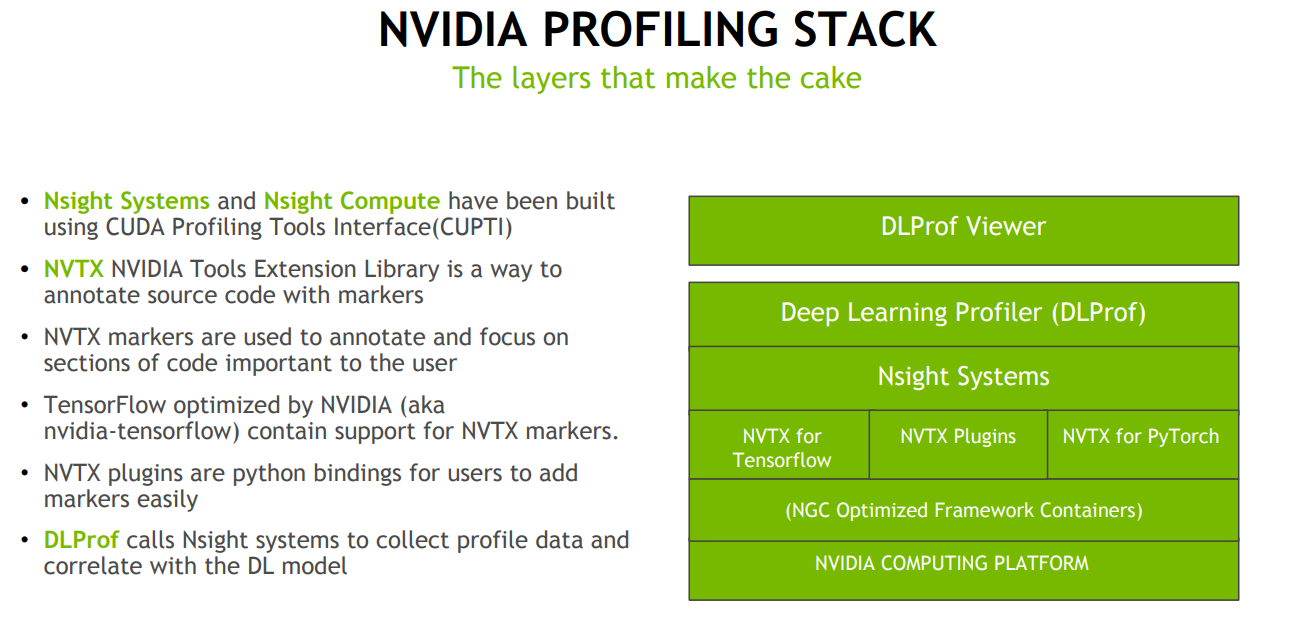 NVIDIA PROFILING STACK
The layers that make the cake
• Nsight Systems and Nsight Compute have been built
using CUDA Profiling Tools Interface(CUPTI)
• NVTX NVIDIA Tools Extension Library is a way to
annotate source code with markers
• NVTX markers are used to annotate and focus on
sections of code important to the user
• TensorFlow optimized by NVIDIA (aka
nvidia-tensorflow) contain support for NVTX markers.
• NVTX plugins are python bindings for users to add
markers easily
• DLProf calls Nsight systems to collect profile data and
correlate with the DL model
DLProf Viewer
Deep Learning Profiler (DLProf)
Nsight Systems
NVTX for
Tensorflow
NVTX Plugins
NVTX for PyTorch
(NGC Optimized Framework Containers)
NVIDIA COMPUTING PLATFORM